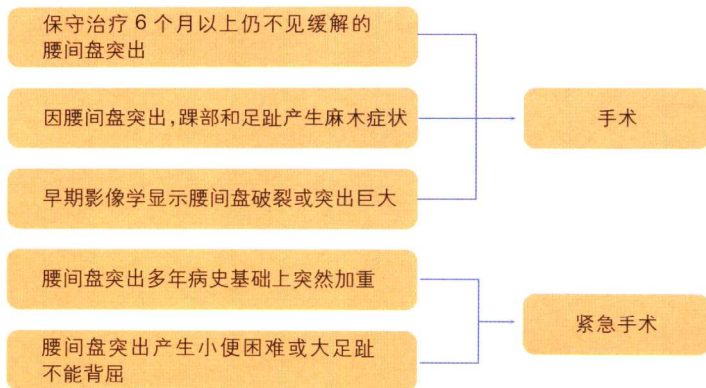 保守治疗6个月以上仍不见缓解的
腰间盘突出
因腰间盘突出,踝部和足趾产生麻木症状
手术
早期影像学显示腰间盘破裂或突出巨大
腰间盘突出多年病史基础上突然加重
紧急手术
腰间盘突出产生小便困难或大足趾
不能背屈